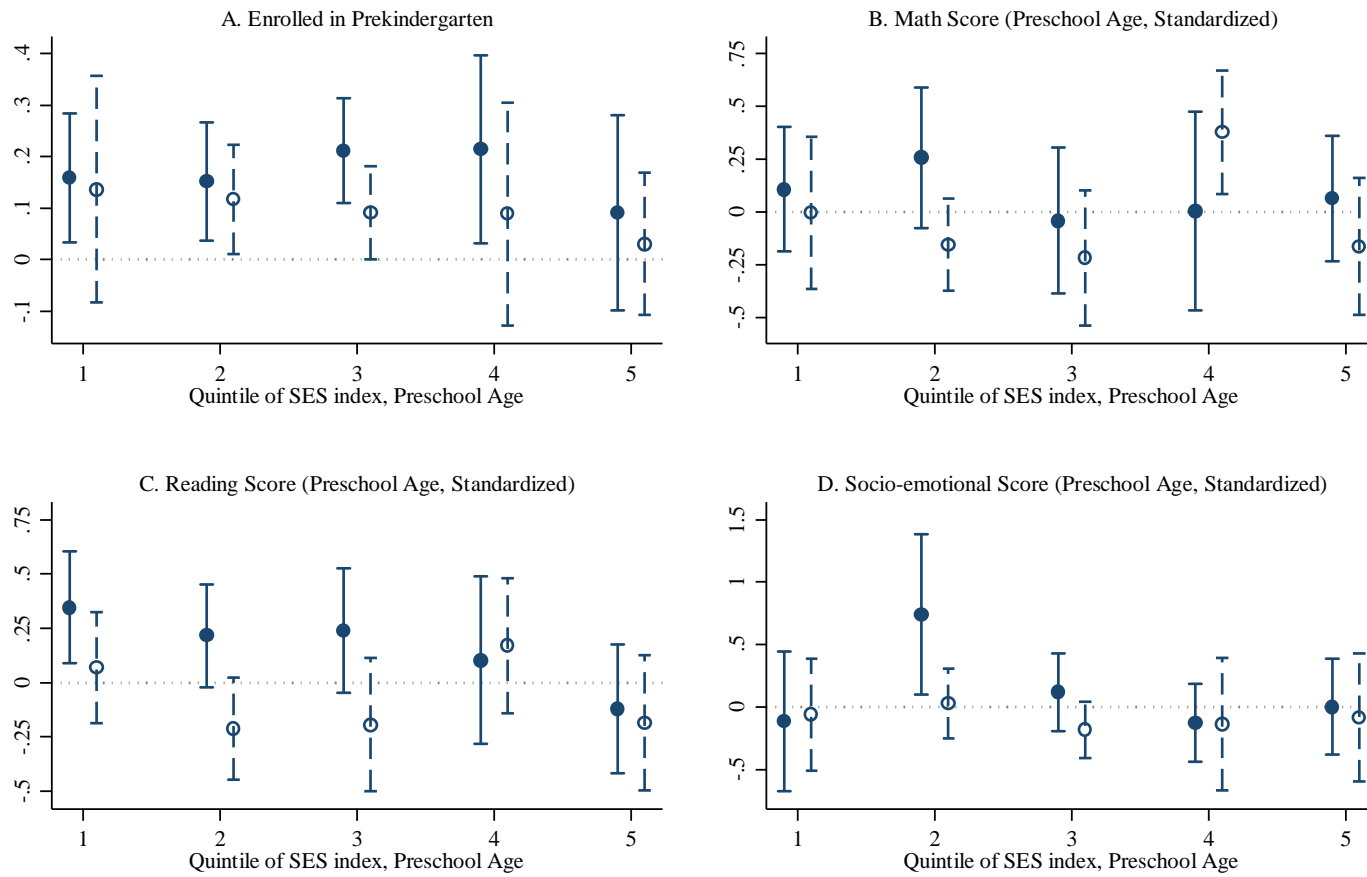 A. Enrolled in Prekindergarten
.4
.3
.2
.1
0
-.1
1 2 3 4 5
Quintile of SES index, Preschool Age
B. Math Score (Preschool Age, Standardized)
.75
.5
.25
0
-.25
-.5
1 2 3 4 5
Quintile of SES index, Preschool Age
C. Reading Score (Preschool Age, Standardized)
.75
.5
.25
0
-.25
-.5
1 2 3 4 5
Quintile of SES index, Preschool Age
D. Socio-emotional Score (Preschool Age, Standardized)
1.5
1
.5
0
-.5
1 2 3 4 5
Quintile of SES index, Preschool Age